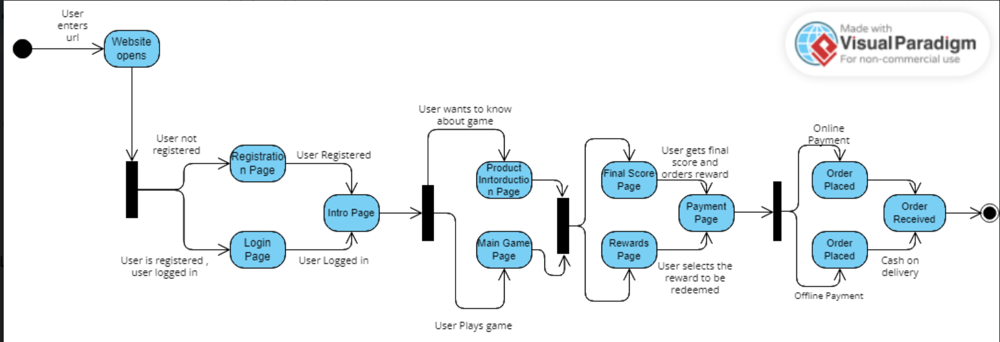 User
enters
url
Website
opens
Made with
Visual Paradigm
For non-commercial use
User not
registered
Registratio
n Page
User Registered
Intro Page
Login
Page
User is registered ,
user logged in
User Logged in
User wants to know
about game
Product
Inrtorductio
n Page
Main Game
Page
User Plays game
Final Score
Page
User gets final
score and
orders reward
Payment
Page
Rewards
Page
User selects the
reward to be
redeemed
Online
Payment
Order
Placed
Order
Received
Order
Placed
Cash on
delivery
Offline Payment